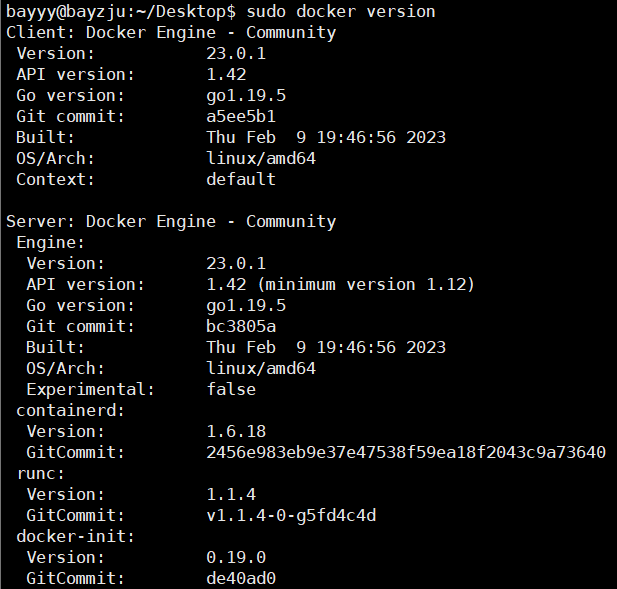 bayyy@bayzju:~/Desktop$ sudo docker version
Client: Docker Engine - Community
 Version:           23.0.1
 API version:       1.42
 Go version:        go1.19.5
 Git commit:        a5ee5b1
 Built:             Thu Feb  9 19:46:56 2023
 OS/Arch:           linux/amd64
 Context:           default

Server: Docker Engine - Community
 Engine:
  Version:          23.0.1
  API version:      1.42 (minimum version 1.12)
  Go version:       go1.19.5
  Git commit:       bc3805a
  Built:            Thu Feb  9 19:46:56 2023
  OS/Arch:          linux/amd64
  Experimental:     false
 containerd:
  Version:          1.6.18
  GitCommit:        2456e983eb9e37e47538f59ea18f2043c9a73640
 runc:
  Version:          1.1.4
  GitCommit:        v1.1.4-0-g5fd4c4d
 docker-init:
  Version:          0.19.0
  GitCommit:        de40ad0